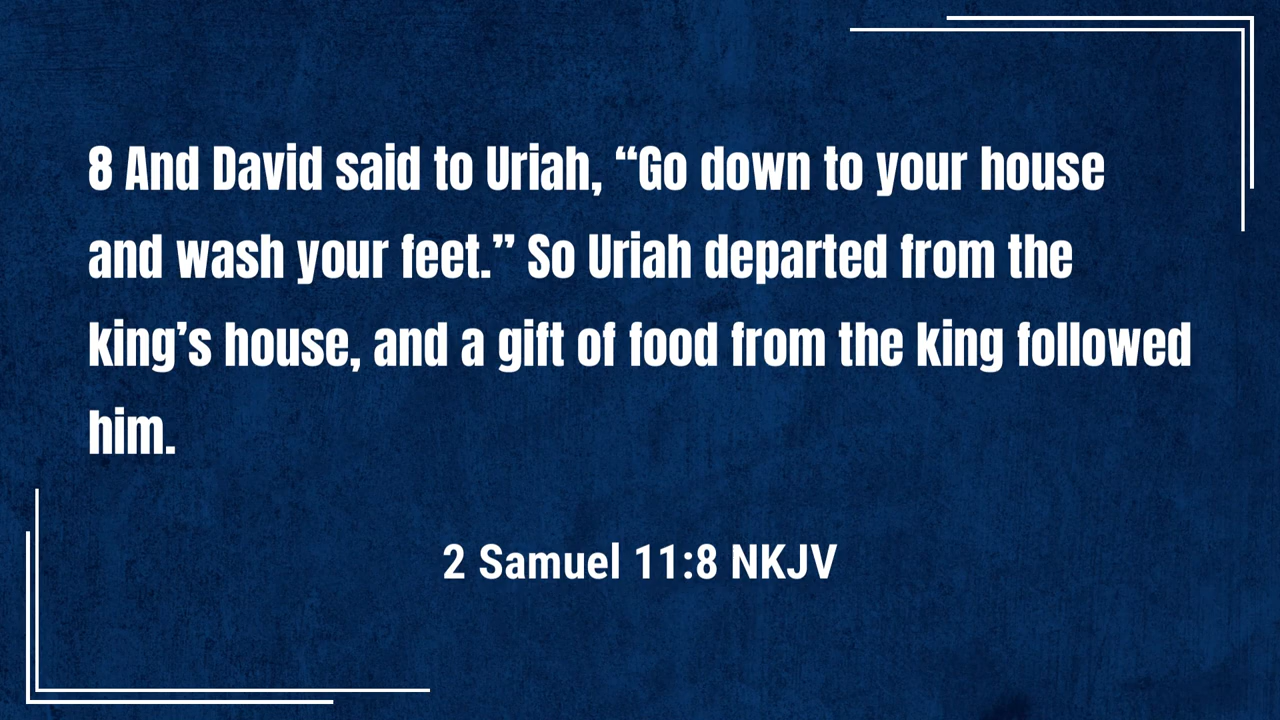 8 And David said to Uriah, “Go down to your house
and wash your feet.” So Uriah departed from the
king’s house, and a gift of food from the king followed
him.
2 Samuel 11:8 NKJV